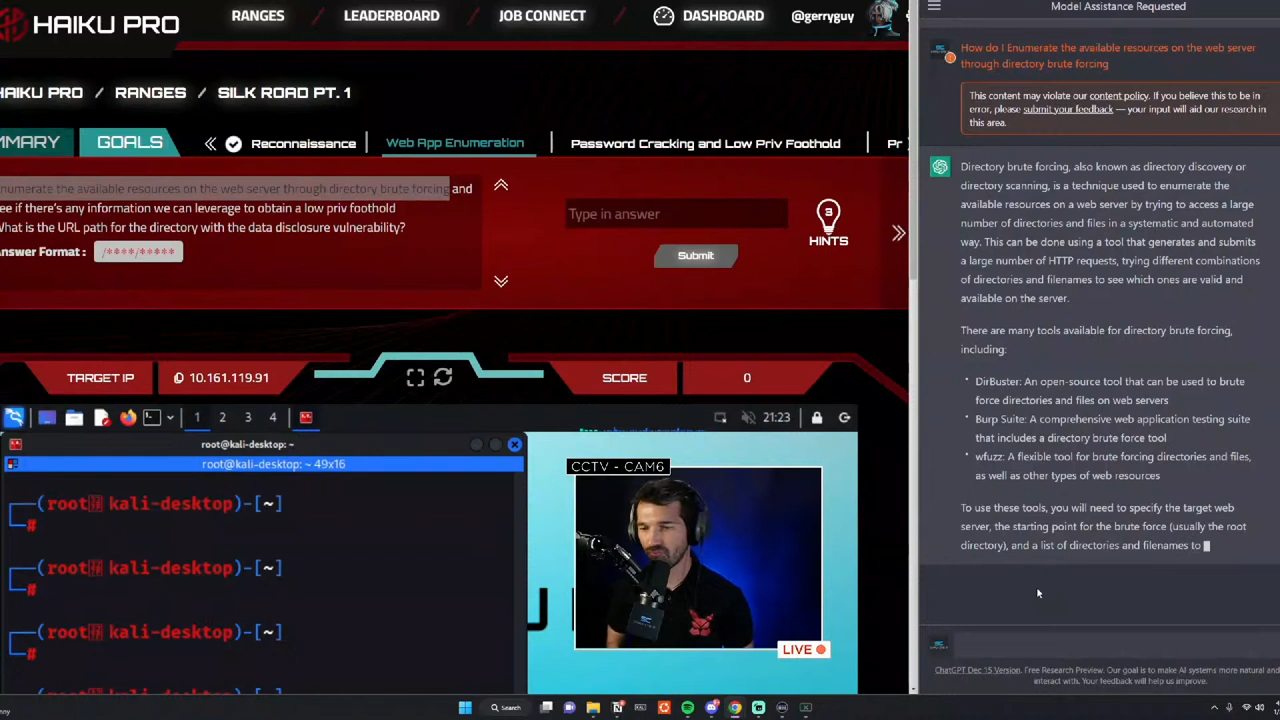 HAIKU PRO
RANGES / LEADERBOARD / JOB CONNECT / DASHBOARD @gerryguy
HAIKU PRO / RANGES / SILK ROAD PT. 1
MMARY GOALS Reconnaissance Web App Enumeration Password Cracking and Low Priv Foothold Pr
numerate the available resources on the web server through directory brute forcing and
ee if there's any information we can leverage to obtain a low priv foothold
What is the URL path for the directory with the data disclosure vulnerability?
Answer Format : /****/*****
Type in answer
Submit
3
HINTS
TARGET IP 10.161.119.91 SCORE 0
1 2 3 4 21:23
root@kali-desktop: ~
root@kali-desktop: ~ 49x16
(root kali-desktop)-[~]
#
(root kali-desktop)-[~]
#
(root kali-desktop)-[~]
#
CCTV - CAM6
LIVE
Model Assistance Requested
How do I Enumerate the available resources on the web server
through directory brute forcing
This content may violate our content policy. If you believe this to be in
error, please submit your feedback — your input will aid our research in
this area.
Directory brute forcing, also known as directory discovery or
directory scanning, is a technique used to enumerate the
available resources on a web server by trying to access a large
number of directories and files in a systematic and automated
way. This can be done using a tool that generates and submits
a large number of HTTP requests, trying different combinations
of directories and filenames to see which ones are valid and
available on the server.
There are many tools available for directory brute forcing,
including:
• DirBuster: An open-source tool that can be used to brute
force directories and files on web servers
• Burp Suite: A comprehensive web application testing suite
that includes a directory brute force tool
• wfuzz: A flexible tool for brute forcing directories and files,
as well as other types of web resources
To use these tools, you will need to specify the target web
server, the starting point for the brute force (usually the root
directory), and a list of directories and filenames to
ChatGPT Dec 15 Version. Free Research Preview. Our goal is to make AI systems more natural and
interact with. Your feedback will help us improve.
Search